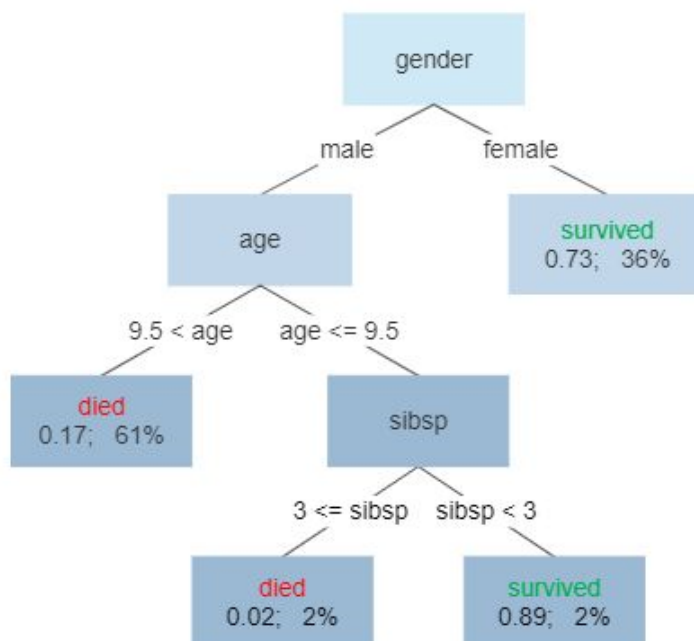 gender
male female
age
survived
0.73; 36%
9.5 < age age <= 9.5
died
0.17; 61%
sibsp
3 <= sibsp sibsp < 3
died
0.02; 2%
survived
0.89; 2%